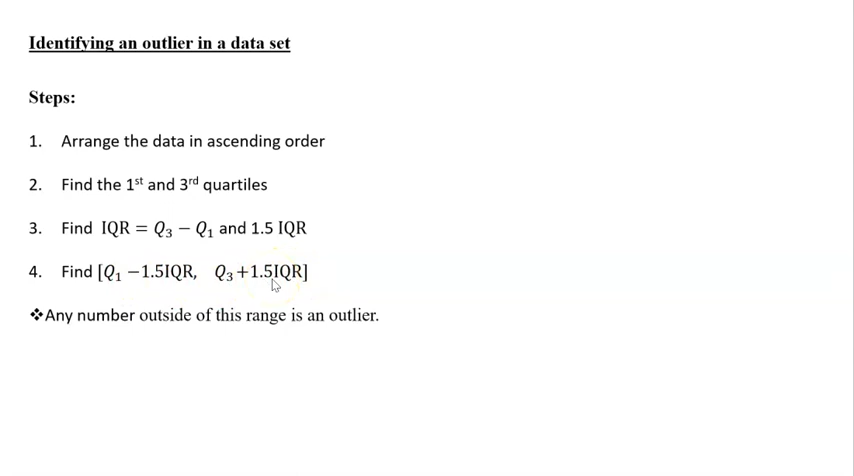 Identifying an outlier in a data set
Steps:
1. Arrange the data in ascending order
2. Find the 1st and 3rd quartiles
3. Find IQR = Q₃ − Q₁ and 1.5 IQR
4. Find [Q₁ −1.5IQR, Q₃ +1.5IQR]
❖Any number outside of this range is an outlier.